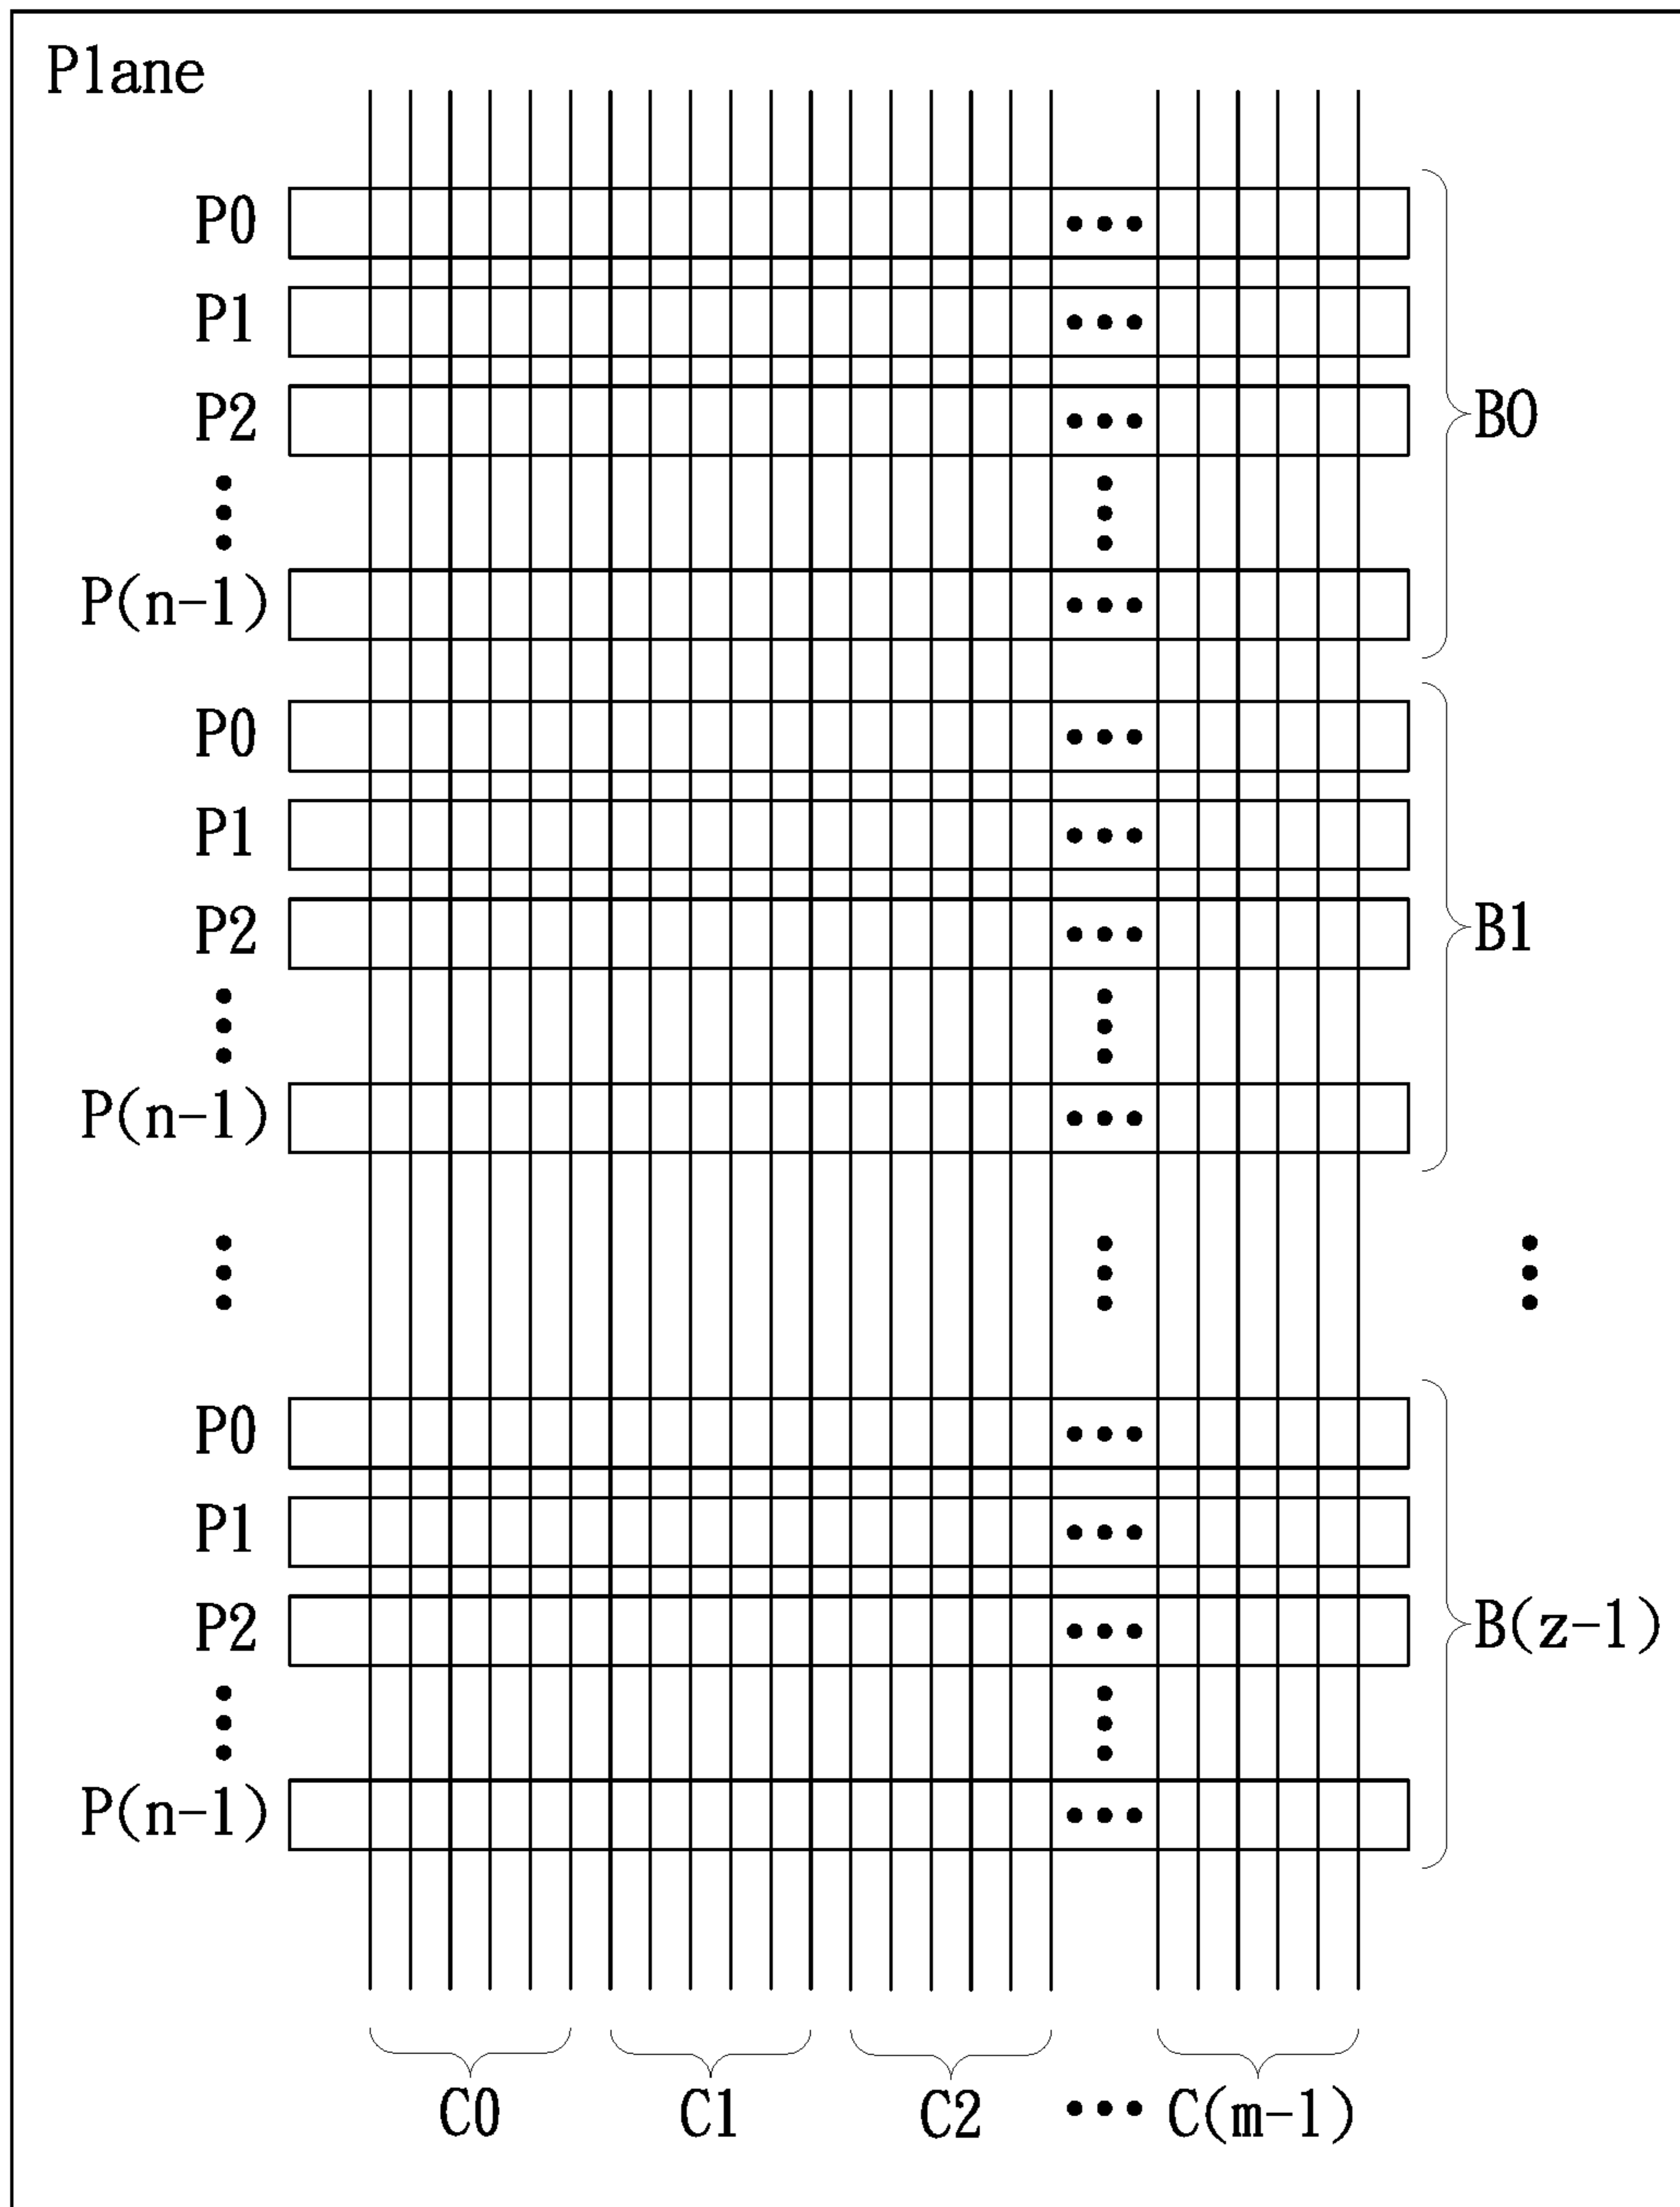 Plane
P0
P1
P2
B0
P(n-1)
P0
P1
P2
B1
P(n-1)
P0
P1
P2
B(z-1)
P(n-1)
C0 C1 C2 ••• C(m-1)